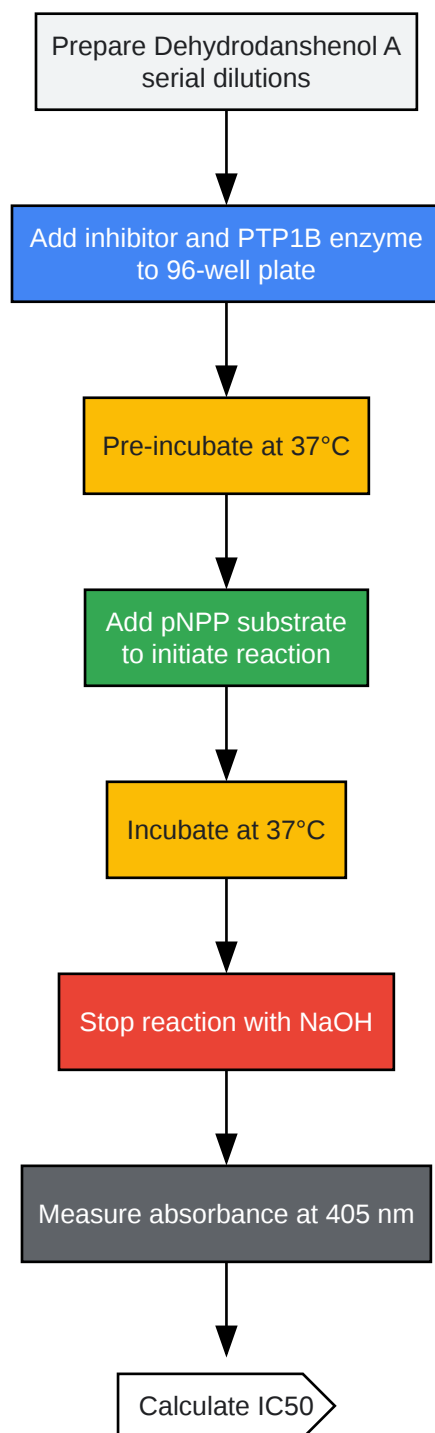 Prepare Dehydrodanshenol A
serial dilutions
Add inhibitor and PTP1B enzyme
to 96-well plate
Pre-incubate at 37°C
Add pNPP substrate
to initiate reaction
Incubate at 37°C
Stop reaction with NaOH
Measure absorbance at 405 nm
Calculate IC50